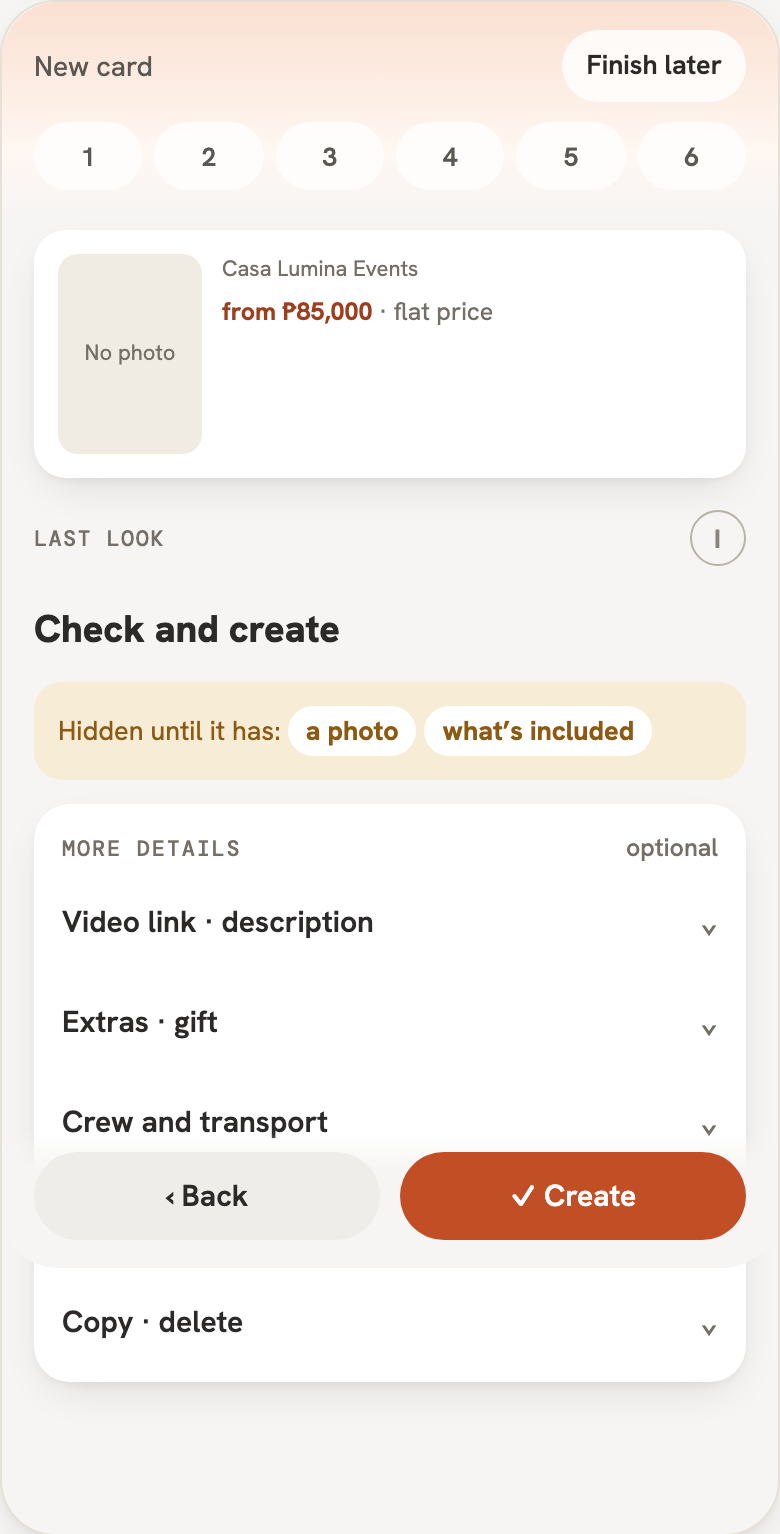 New card
Finish later
1 2 3 4 5 6
No photo
Casa Lumina Events
from ₱85,000 · flat price
LAST LOOK
I
Check and create
Hidden until it has: a photo what’s included
MORE DETAILS
optional
Video link · description
Extras · gift
Crew and transport
‹ Back
✓ Create
Copy · delete